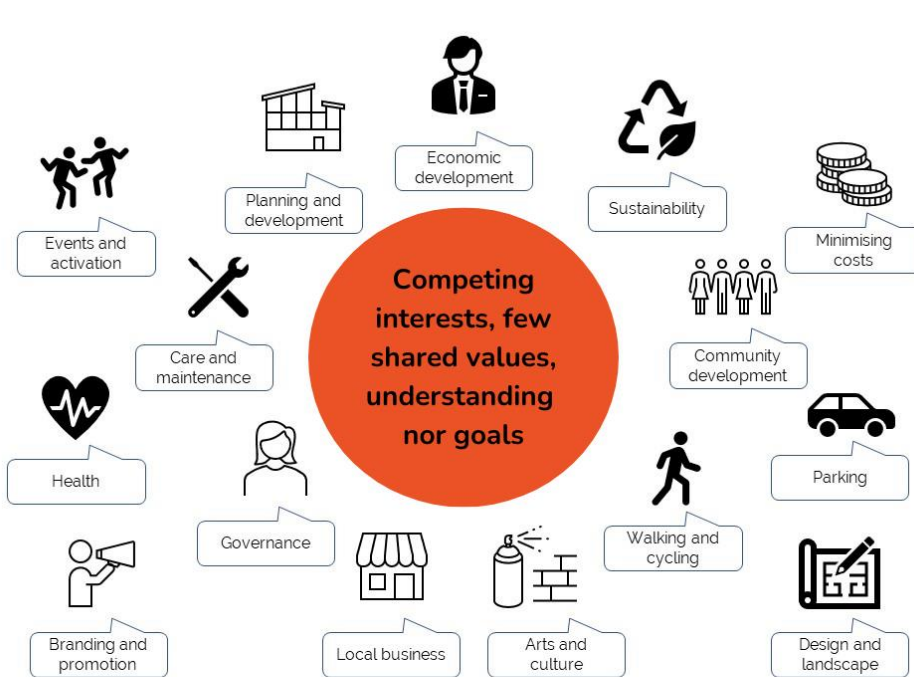 Economic
development
Planning and
development
Sustainability
Events and
activation
Minimising
costs
Competing
interests, few
shared values,
understanding
nor goals
Care and
maintenance
Community
development
Health
Parking
Governance
Walking and
cycling
Branding and
promotion
Local business
Arts and
culture
Design and
landscape